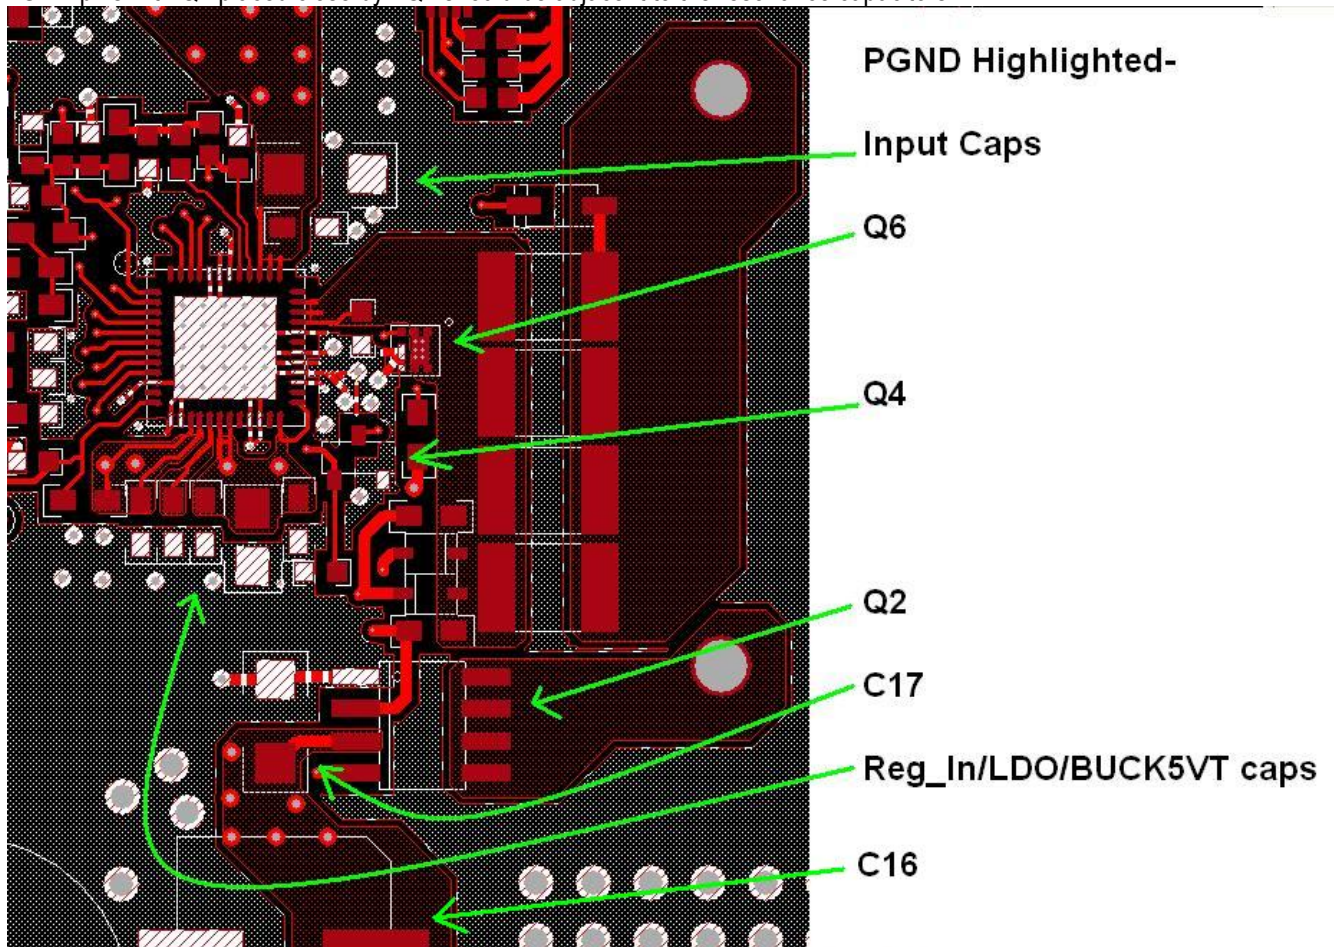 PGND Highlighted-
Input Caps
Q6
Q4
Q2
C17
Reg_In/LDO/BUCK5VT caps
C16